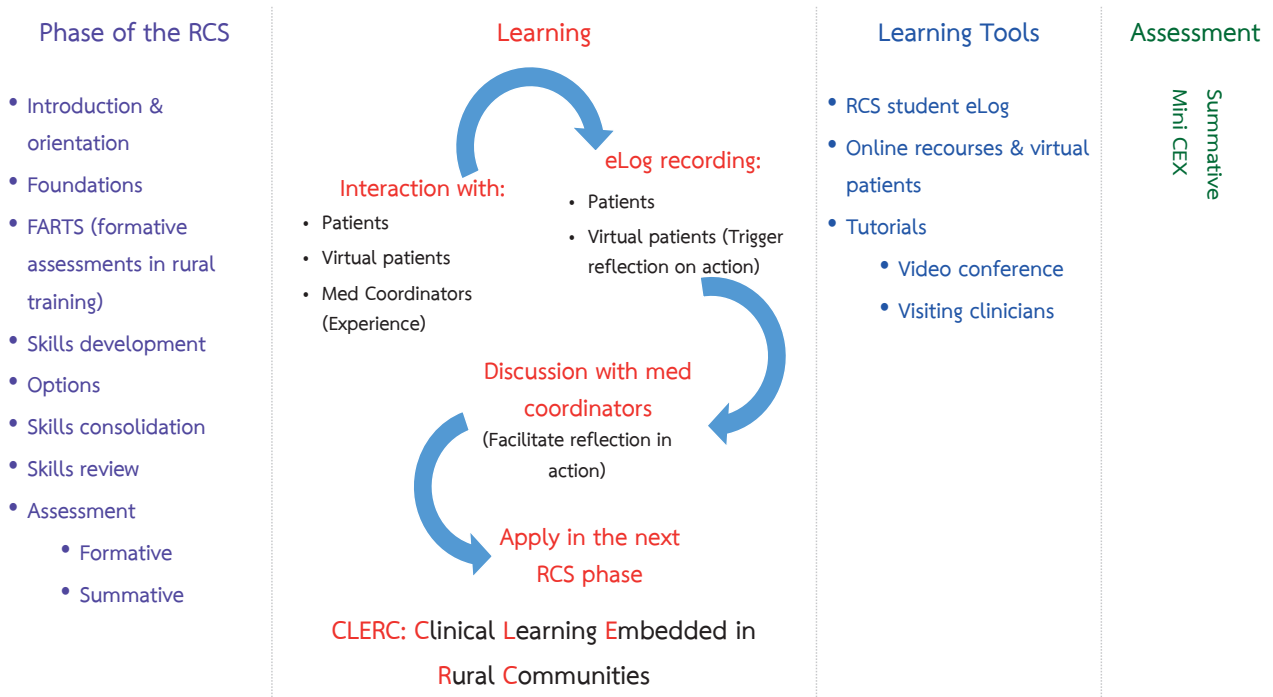 Phase of the RCS
• Introduction &
orientation
• Foundations
• FARTS (formative
assessments in rural
training)
• Skills development
• Options
• Skills consolidation
• Skills review
• Assessment
• Formative
• Summative
Learning
Interaction with:
• Patients
• Virtual patients
• Med Coordinators
(Experience)
eLog recording:
• Patients
• Virtual patients (Trigger
reflection on action)
Discussion with med
coordinators
(Facilitate reflection in
action)
Apply in the next
RCS phase
CLERC: Clinical Learning Embedded in
Rural Communities
Learning Tools
• RCS student eLog
• Online recourses & virtual
patients
• Tutorials
• Video conference
• Visiting clinicians
Assessment
Summative
Mini CEX